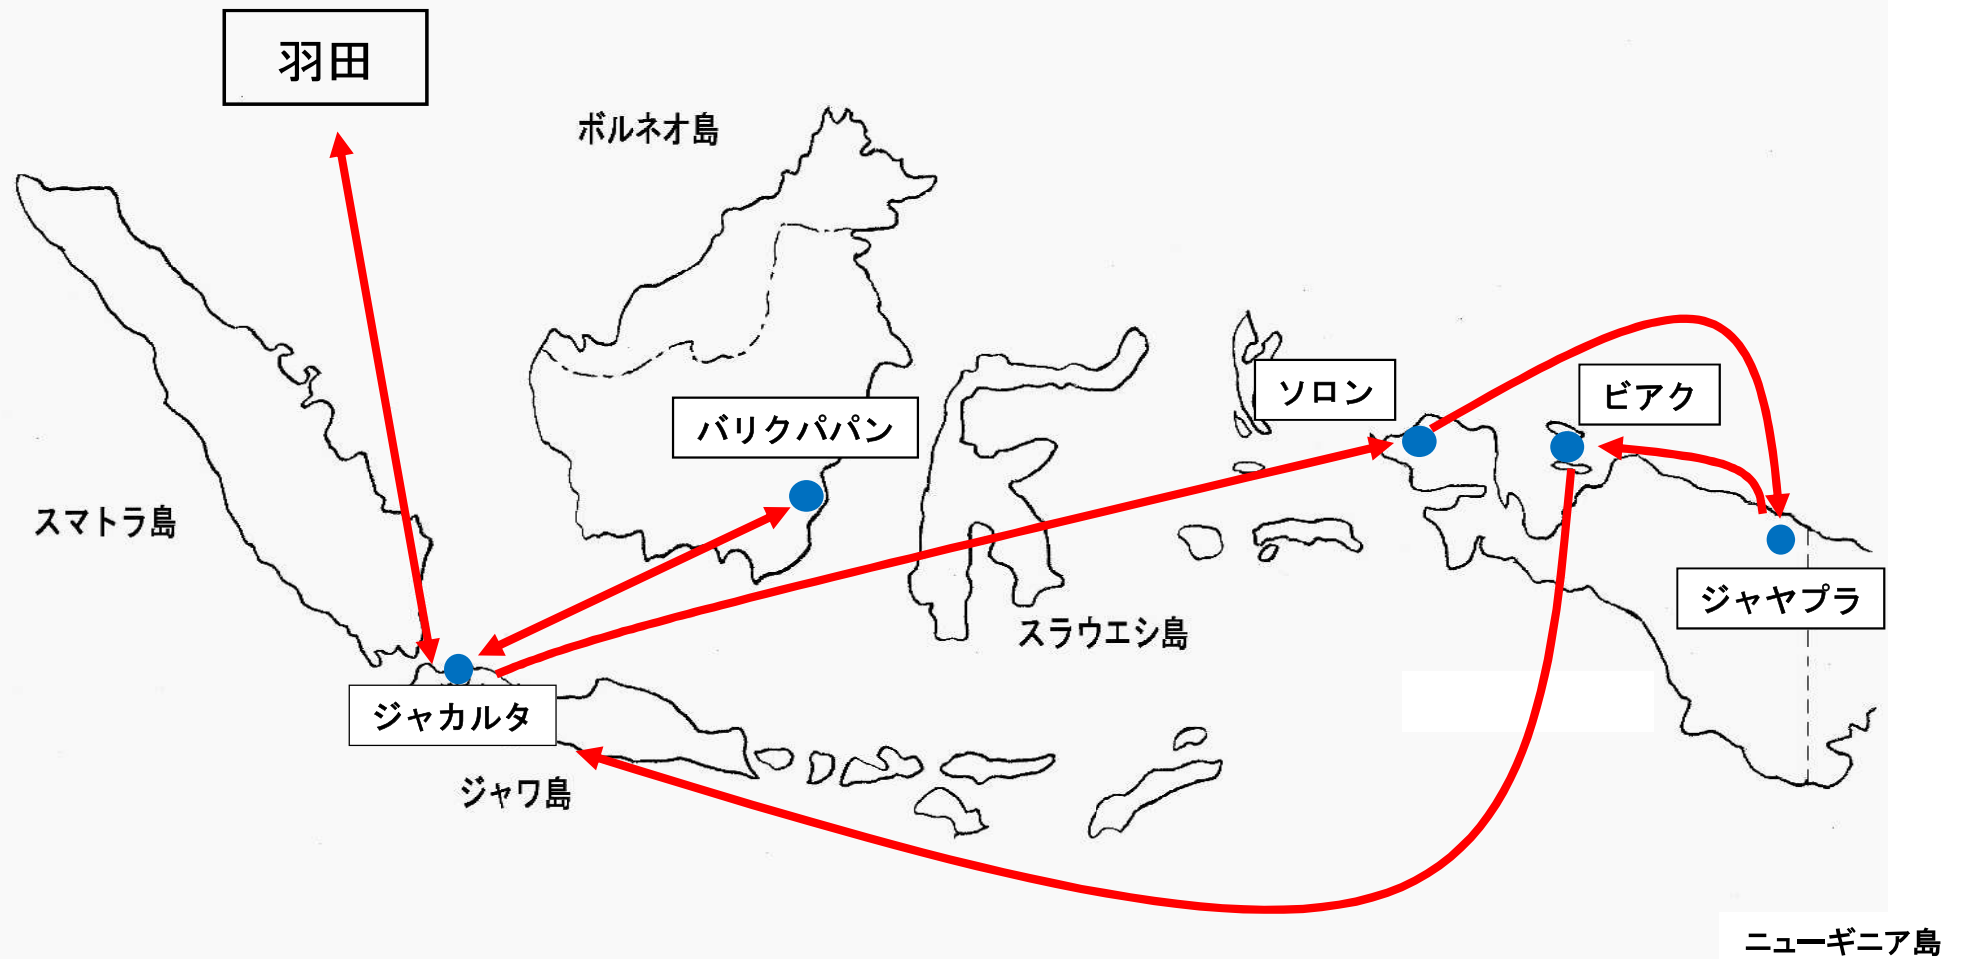 羽田
ボルネオ島
ソロン
ビアク
バリクパパン
スマトラ島
ジャヤプラ
スラウエシ島
ジャカルタ
ジャワ島
ニューギニア島